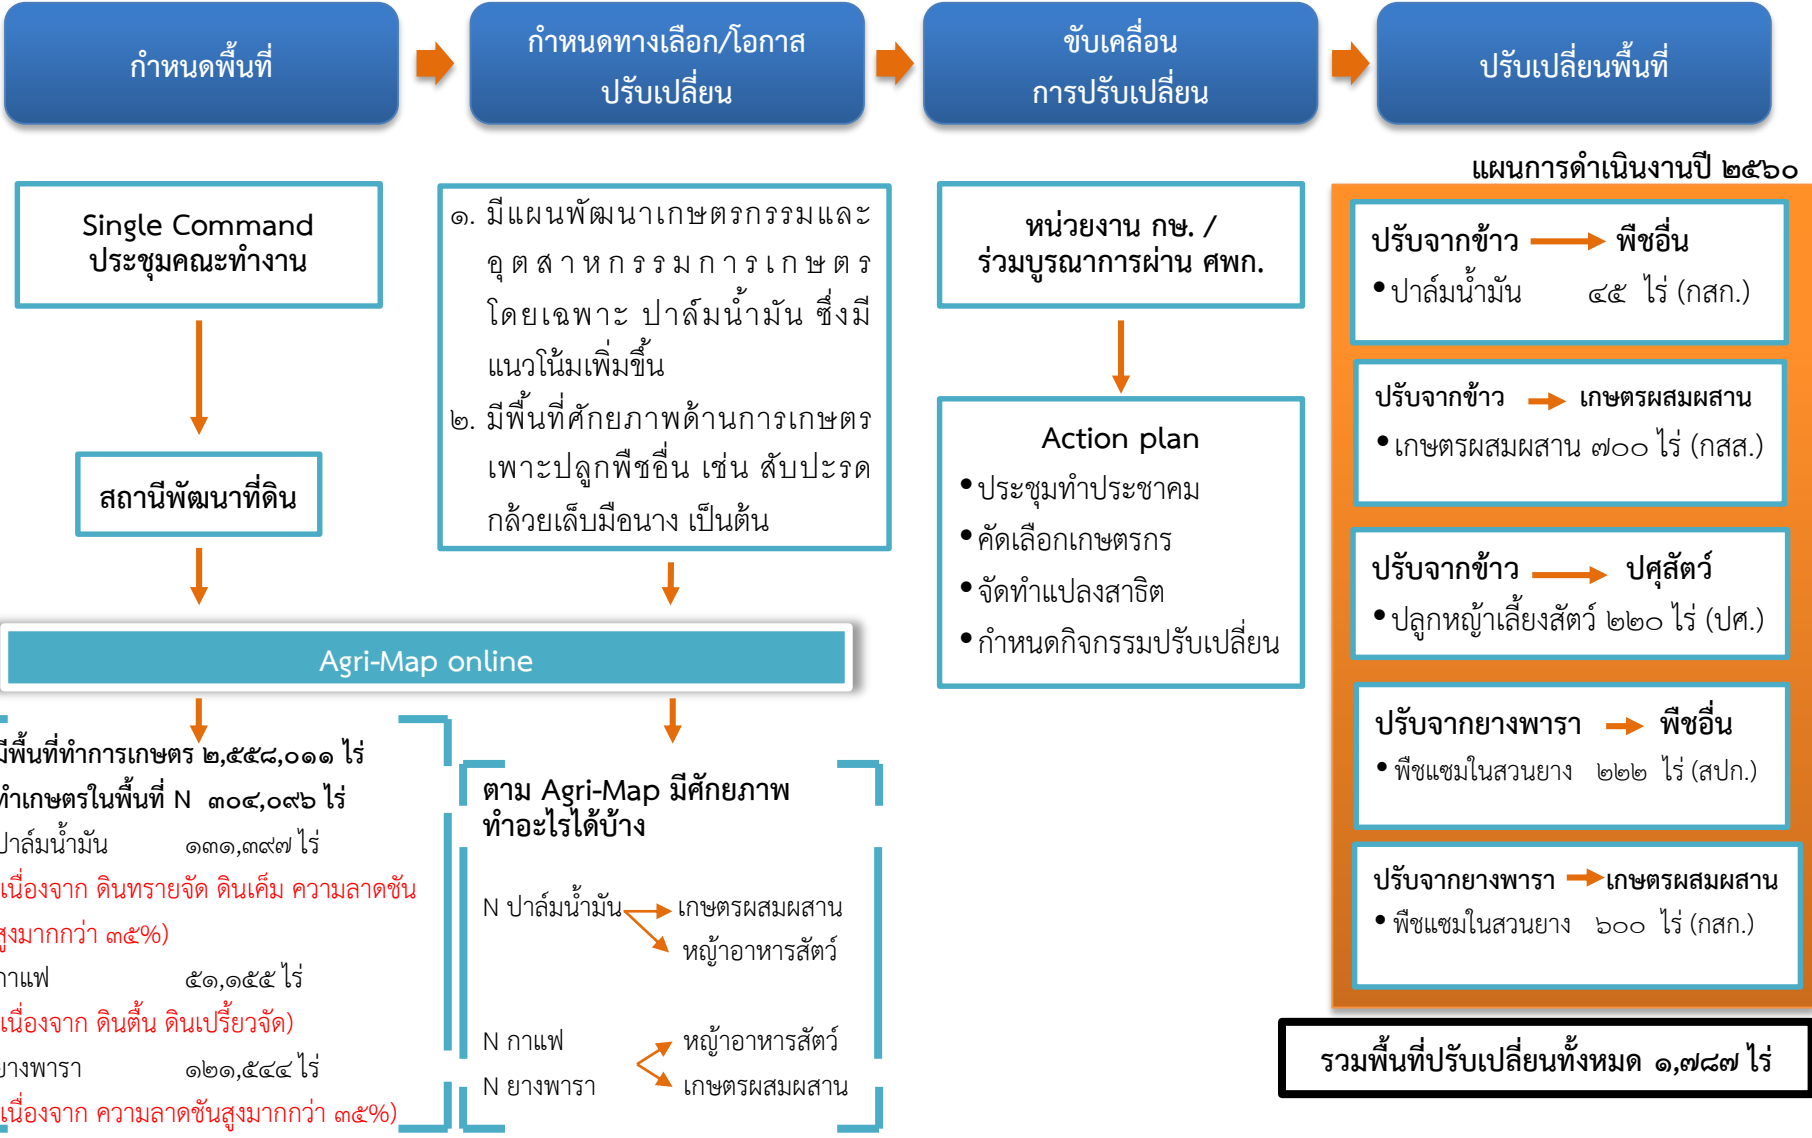 กำหนดพื้นที่
กำหนดทางเลือก/โอกาส
ปรับเปลี่ยน
ขับเคลื่อน
การปรับเปลี่ยน
ปรับเปลี่ยนพื้นที่
Single Command
ประชุมคณะทำงาน
สถานีพัฒนาที่ดิน
๑. มีแผนพัฒนาเกษตรกรรมและ
อุตสาหกรรมการเกษตร
โดยเฉพาะ ปาล์มน้ำมัน ซึ่งมี
แนวโน้มเพิ่มขึ้น
๒. มีพื้นที่ศักยภาพด้านการเกษตร
เพาะปลูกพืชอื่น เช่น สับปะรด
กล้วยเล็บมือนาง เป็นต้น
Agri-Map online
มีพื้นที่ทำการเกษตร ๒,๕๕๘,๐๑๑ ไร่
ทำเกษตรในพื้นที่ N ๓๐๔,๐๙๖ ไร่
ปาล์มน้ำมัน ๑๓๑,๓๙๗ ไร่
เนื่องจาก ดินทรายจัด ดินเค็ม ความลาดชัน
สูงมากกว่า ๓๕%)
กาแฟ ๕๑,๑๕๕ ไร่
เนื่องจาก ดินตื้น ดินเปรี้ยวจัด)
ยางพารา ๑๒๑,๕๔๔ ไร่
เนื่องจาก ความลาดชันสูงมากกว่า ๓๕%)
ตาม Agri-Map มีศักยภาพ
ทำอะไรได้บ้าง
N ปาล์มน้ำมัน เกษตรผสมผสาน
หญ้าอาหารสัตว์
N กาแฟ หญ้าอาหารสัตว์
N ยางพารา เกษตรผสมผสาน
หน่วยงาน กษ. /
ร่วมบูรณาการผ่าน ศพก.
Action plan
• ประชุมทำประชาคม
• คัดเลือกเกษตรกร
• จัดทำแปลงสาธิต
• กำหนดกิจกรรมปรับเปลี่ยน
แผนการดำเนินงานปี ๒๕๖๐
ปรับจากข้าว พืชอื่น
• ปาล์มน้ำมัน ๔๕ ไร่ (กสก.)
ปรับจากข้าว เกษตรผสมผสาน
• เกษตรผสมผสาน ๗๐๐ ไร่ (กสส.)
ปรับจากข้าว ปศุสัตว์
• ปลูกหญ้าเลี้ยงสัตว์ ๒๒๐ ไร่ (ปศ.)
ปรับจากยางพารา พืชอื่น
• พืชแซมในสวนยาง ๒๒๒ ไร่ (สปก.)
ปรับจากยางพารา เกษตรผสมผสาน
• พืชแซมในสวนยาง ๖๐๐ ไร่ (กสก.)
รวมพื้นที่ปรับเปลี่ยนทั้งหมด ๑,๗๘๗ ไร่